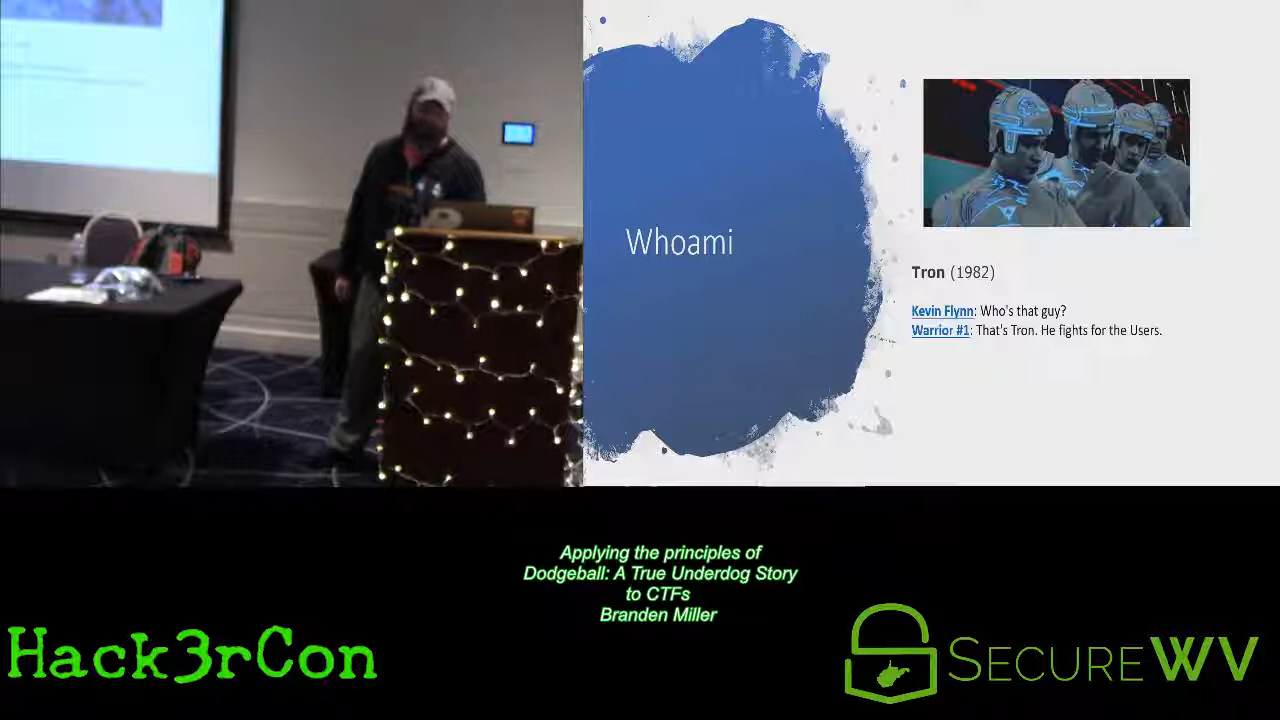 Whoami
Tron (1982)
Kevin Flynn: Who's that guy?
Warrior #1: That's Tron. He fights for the Users.
Applying the principles of
Dodgeball: A True Underdog Story
to CTFs
Branden Miller
Hack3rCon
SECUREWV